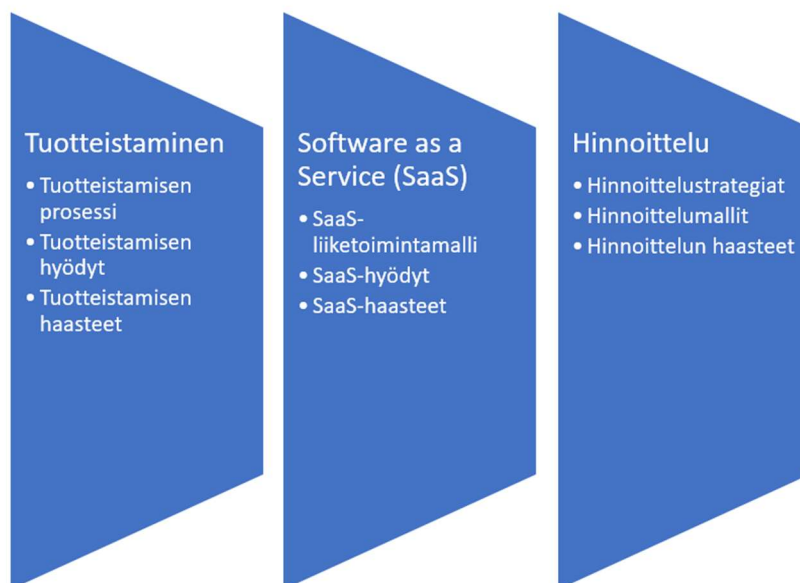 Tuotteistaminen
• Tuotteistamisen
prosessi
• Tuotteistamisen
hyödyt
• Tuotteistamisen
haasteet
Software as a
Service (SaaS)
• SaaS-
liiketoimintamalli
• SaaS-hyödyt
• SaaS-haasteet
Hinnoittelu
• Hinnoittelustrategiat
• Hinnoittelumallit
• Hinnoittelun haasteet